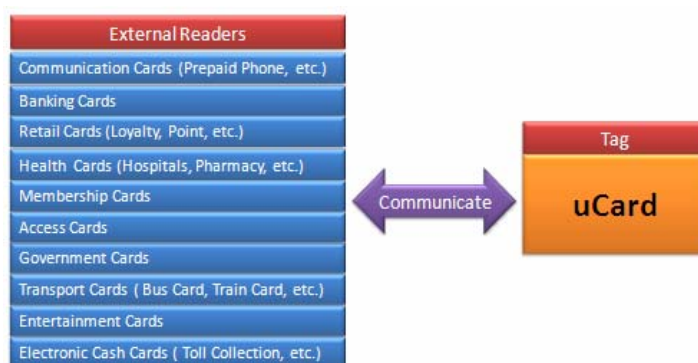 External Readers
Communication Cards (Prepaid Phone, etc.)
Banking Cards
Retail Cards (Loyalty, Point, etc.)
Health Cards (Hospitals, Pharmacy, etc.)
Membership Cards
Access Cards
Government Cards
Transport Cards ( Bus Card, Train Card, etc.)
Entertainment Cards
Electronic Cash Cards ( Toll Collection, etc.)
Communicate
Tag
uCard